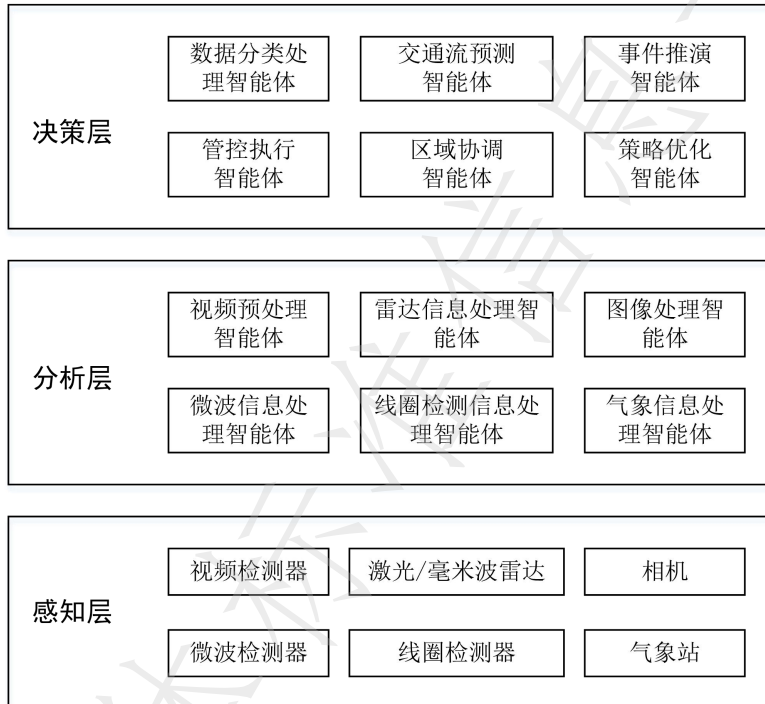 数据分类处 交通流预测 事件推演
理智能体 智能体 智能体
决策层
管控执行 区域协调 策略优化
智能体 智能体 智能体
视频预处理 雷达信息处理智 图像处理智
智能体 能体 能体
分析层
微波信息处 线圈检测信息处 气象信息处
理智能体 理智能体 理智能体
视频检测器 激光/毫米波雷达 相机
感知层
微波检测器 线圈检测器 气象站
体标准信息